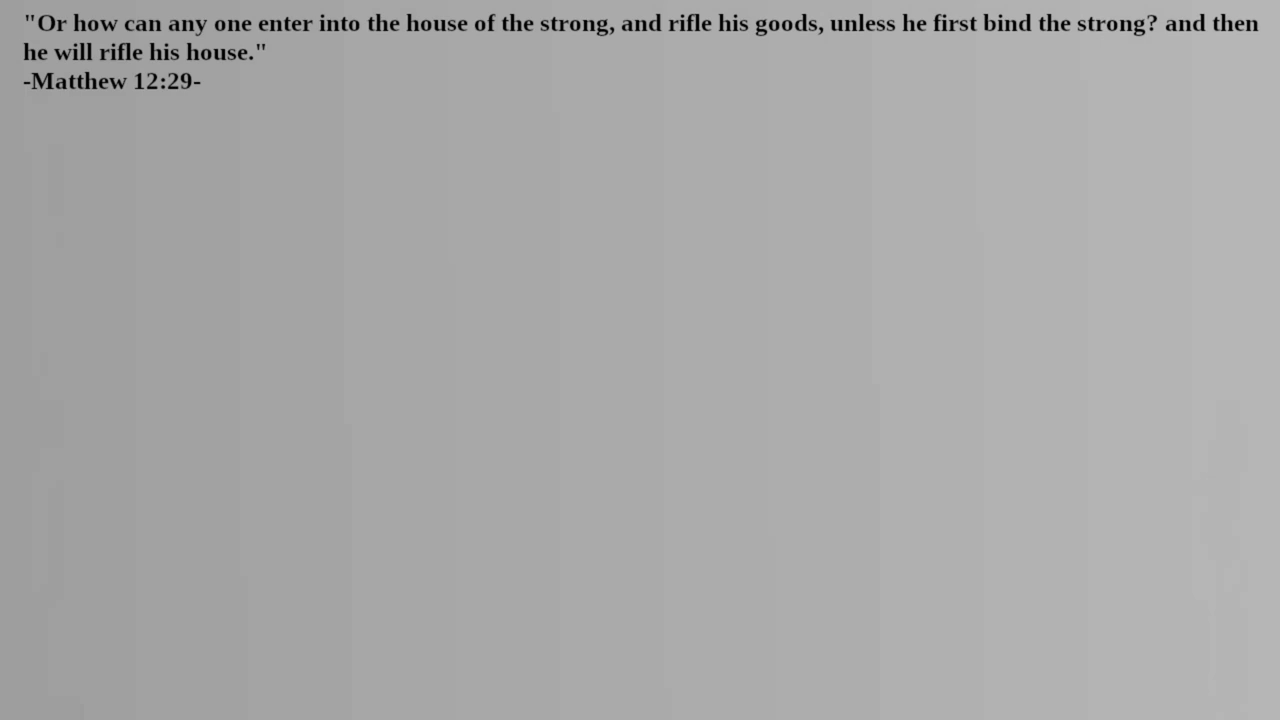 "Or how can any one enter into the house of the strong, and rifle his goods, unless he first bind the strong? and then
he will rifle his house."
-Matthew 12:29-